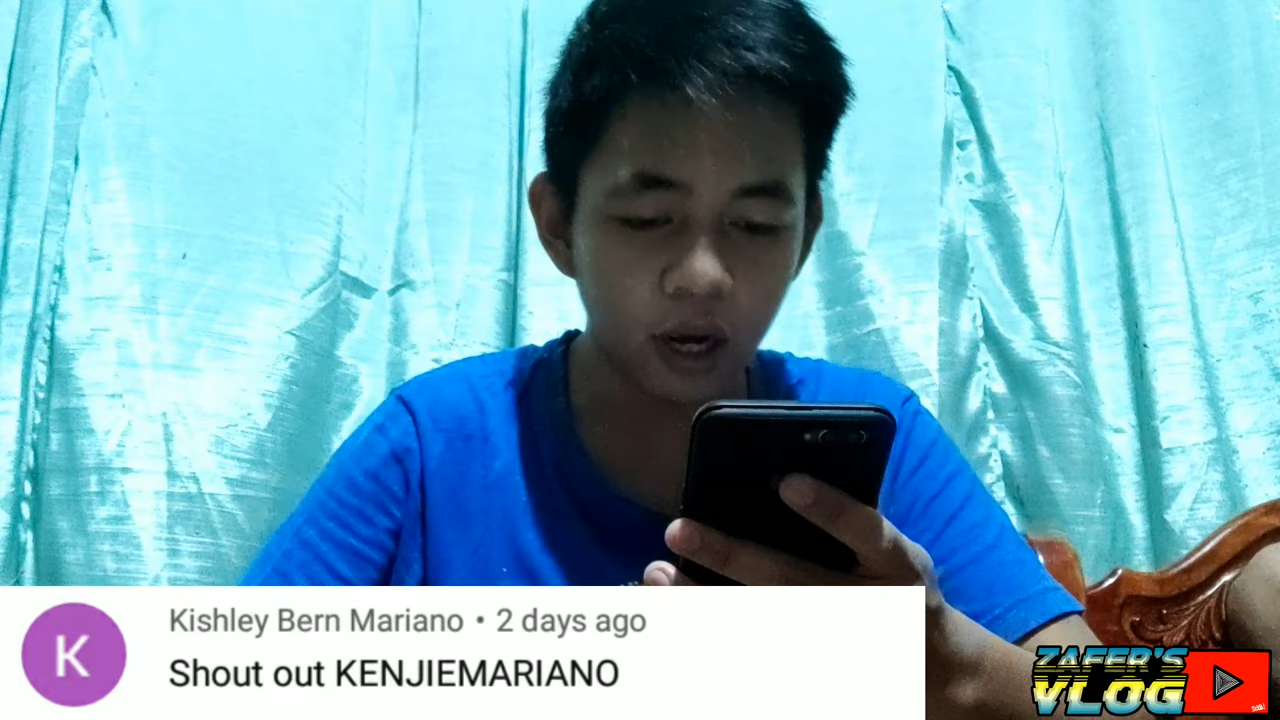 K
Kishley Bern Mariano • 2 days ago
Shout out KENJIEMARIANO
ZAFER'S
VLOG